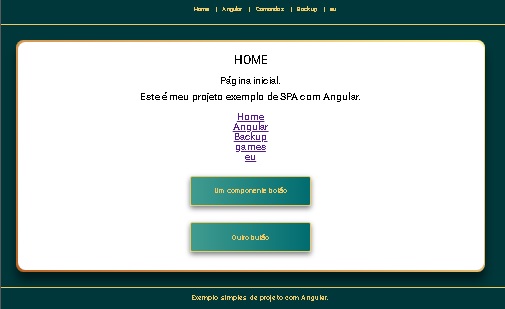 Home | Angular | Comandos | Backup | eu
HOME
Página inicial.
Este é meu projeto exemplo de SPA com Angular.
Home
Angular
Backup
games
eu
Um componente botão
Outro butão
Exemplo simples de projeto com Angular.